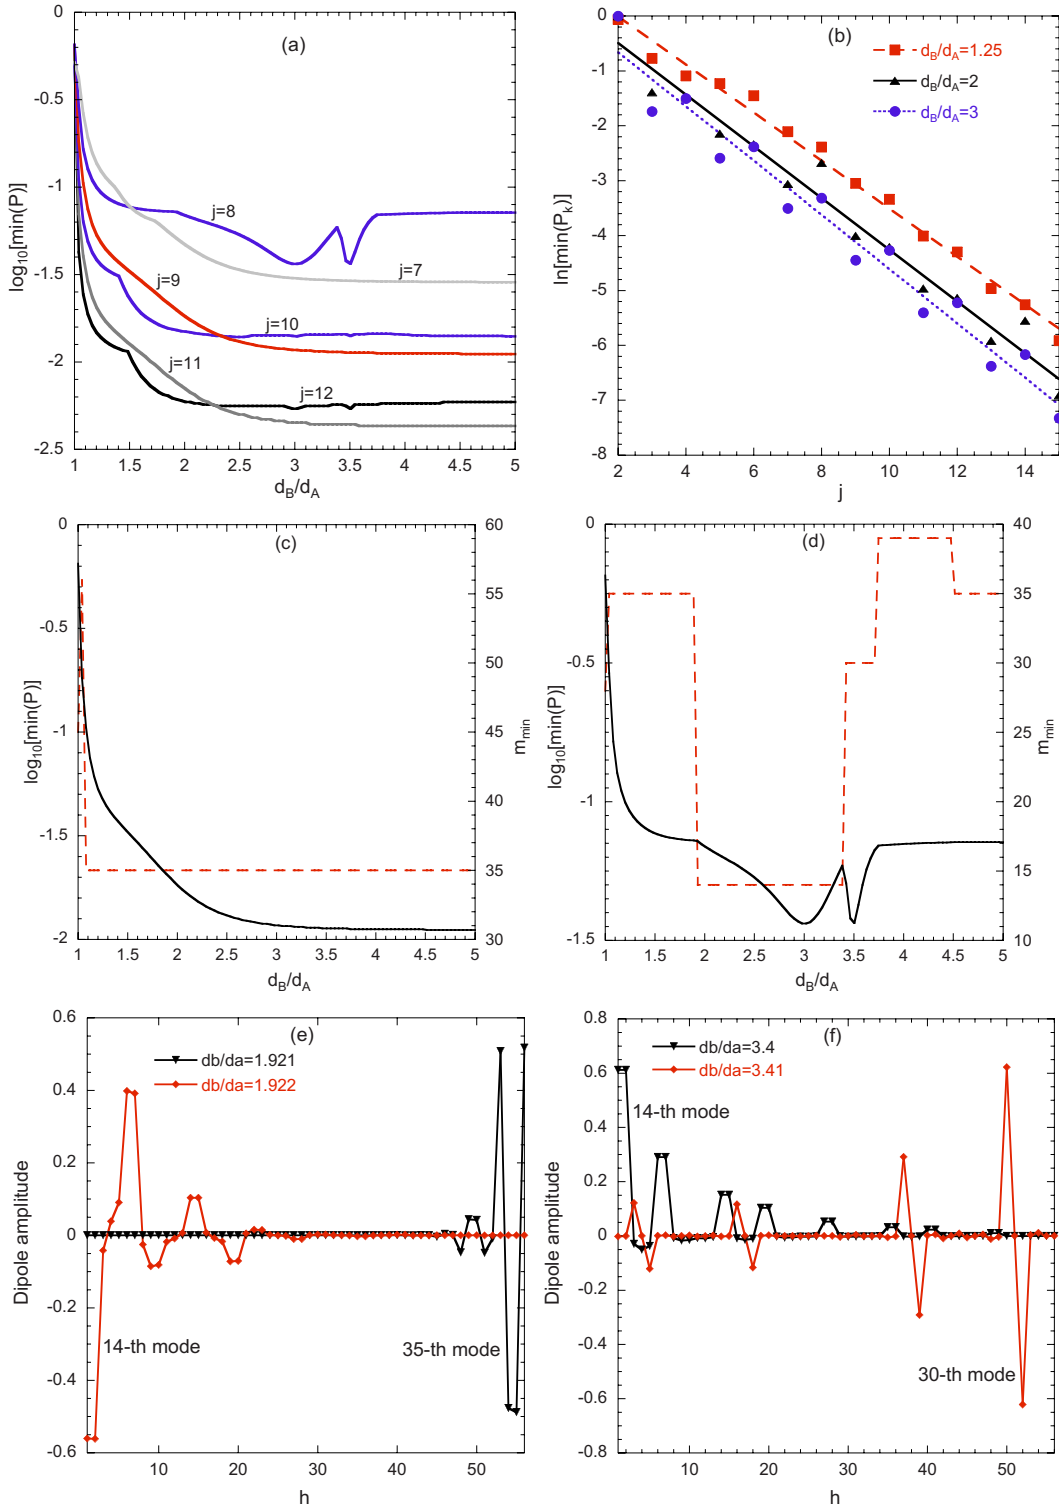 (a)
log10[min(P)]
-0.5
-1
-1.5
-2
-2.5
j=8
j=7
j=9
j=10
j=11
j=12
1 1.5 2 2.5 3 3.5 4 4.5 5
dB/dA
(b)
ln[min(Pk)]
0
-1
-2
-3
-4
-5
-6
-7
-8
dB/dA=1.25
dB/dA=2
dB/dA=3
2 4 6 8 10 12 14
j
(c)
log10[min(P)]
0
-0.5
-1
-1.5
-2
60
55
50
45
40
35
30
mmin
1 1.5 2 2.5 3 3.5 4 4.5 5
dB/dA
(d)
log10[min(P)]
0
-0.5
-1
-1.5
40
35
30
25
20
15
10
mmin
1 1.5 2 2.5 3 3.5 4 4.5 5
dB/dA
(e)
Dipole amplitude
0.6
0.4
0.2
0
-0.2
-0.4
-0.6
db/da=1.921
db/da=1.922
14-th mode
35-th mode
10 20 30 40 50
h
(f)
Dipole amplitude
0.8
0.6
0.4
0.2
0
-0.2
-0.4
-0.6
-0.8
db/da=3.4
db/da=3.41
14-th mode
30-th mode
10 20 30 40 50
h